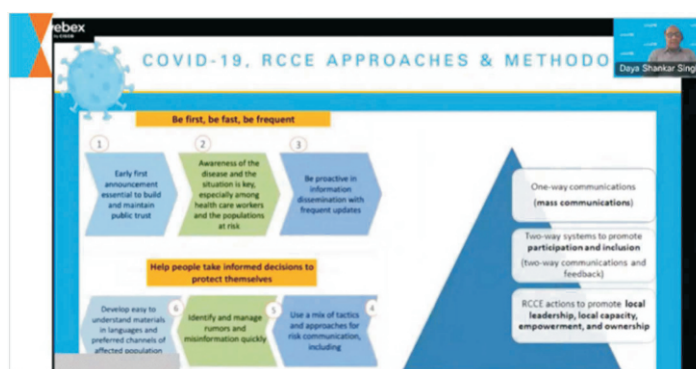 ebex
COVID-19, RCCE APPROACHES & METHODO
Daya Shankar Singl
Be first, be fast, be frequent
1
Early first
announcement
essential to build
and maintain
public trust
2
Awareness of the
disease and the
situation is key,
especially among
health care workers
and the populations
at risk
3
Be proactive in
information
dissemination with
frequent updates
Help people take informed decisions to
protect themselves
6
Develop easy to
understand materials
in languages and
preferred channels of
affected population
5
Identify and manage
rumors and
misinformation quickly
4
Use a mix of tactics
and approaches for
risk communication,
including
One-way communications
(mass communications)
Two-way systems to promote
participation and inclusion
(two-way communications and
feedback)
RCCE actions to promote local
leadership, local capacity,
empowerment, and ownership